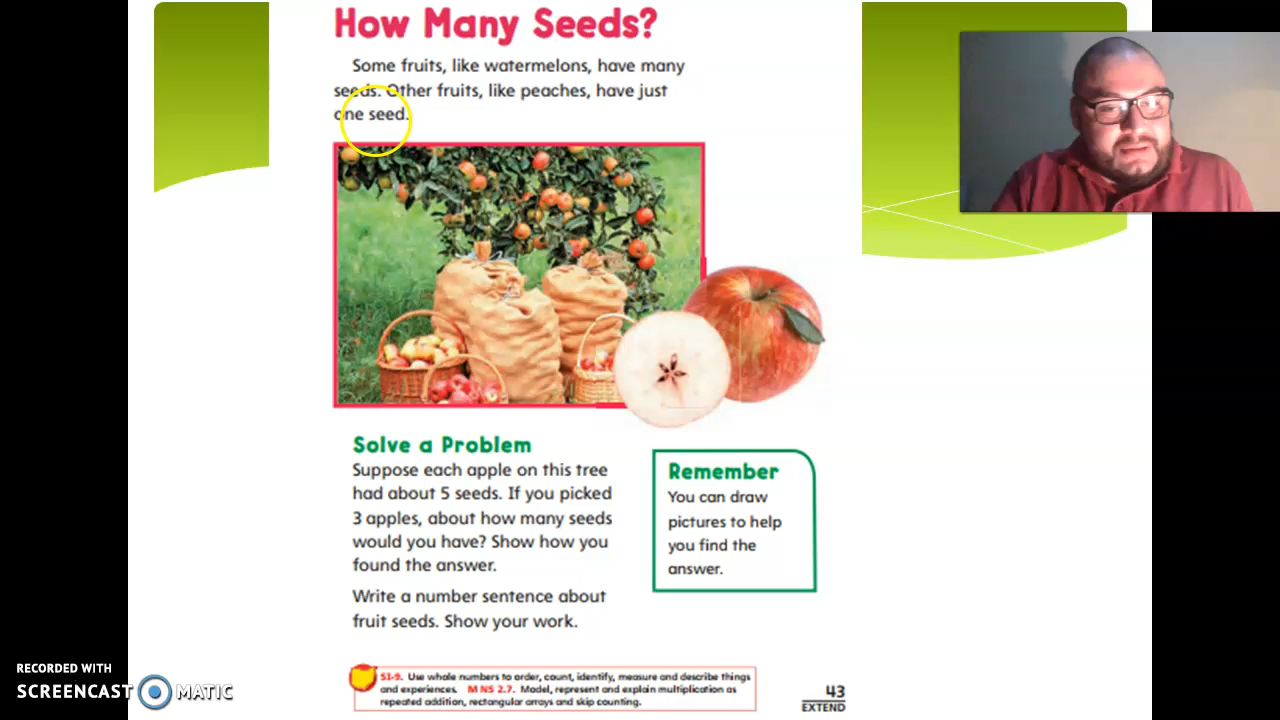 How Many Seeds?
Some fruits, like watermelons, have many
seeds. Other fruits, like peaches, have just
one seed.
Solve a Problem
Suppose each apple on this tree
had about 5 seeds. If you picked
3 apples, about how many seeds
would you have? Show how you
found the answer.
Write a number sentence about
fruit seeds. Show your work.
Remember
You can draw
pictures to help
you find the
answer.
S1-9. Use whole numbers to order, count, identify, measure and describe things
and experiences. M NS 2.7. Model, represent and explain multiplication as
repeated addition, rectangular arrays and skip counting.
43
EXTEND
RECORDED WITH
SCREENCAST MATIC